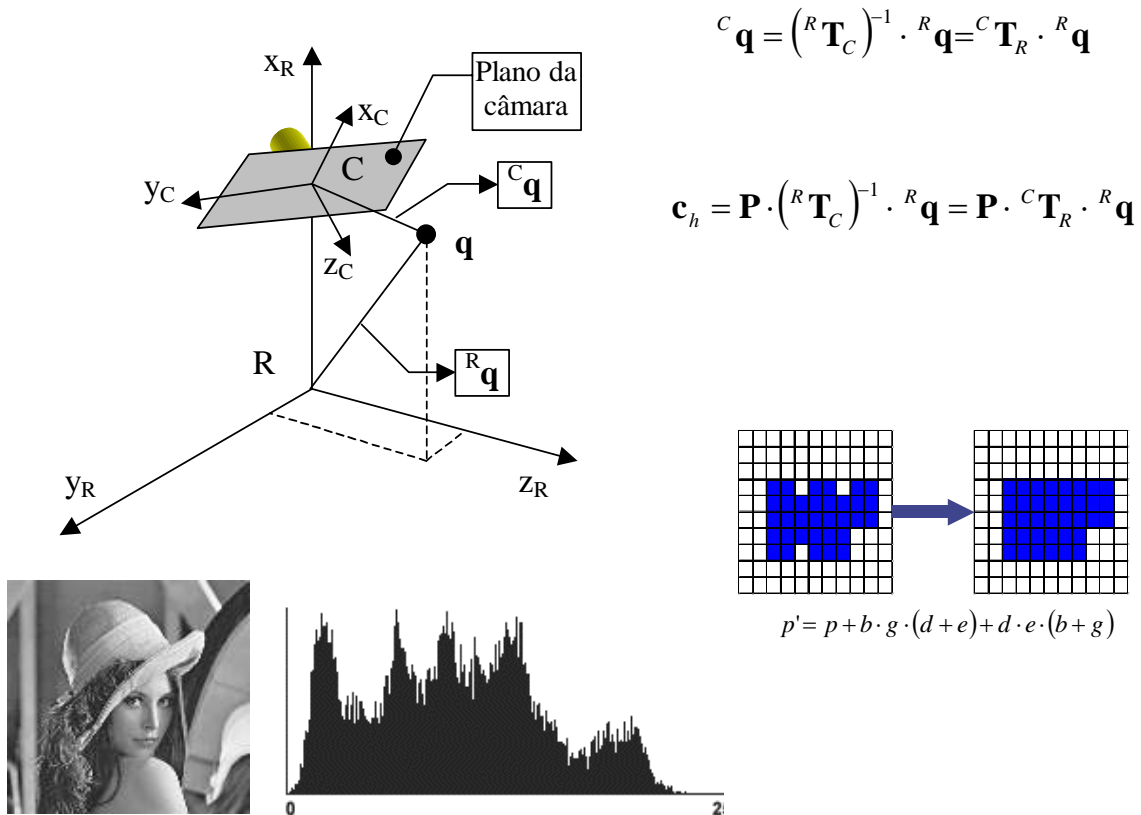 x_R
Plano da
câmara
x_C
C
y_C
^C q
z_C
q
R
^R q
y_R
z_R
^C q = (^R T_C)^{-1} · ^R q = ^C T_R · ^R q
c_h = P · (^R T_C)^{-1} · ^R q = P · ^C T_R · ^R q
p' = p + b · g · (d + e) + d · e · (b + g)
0